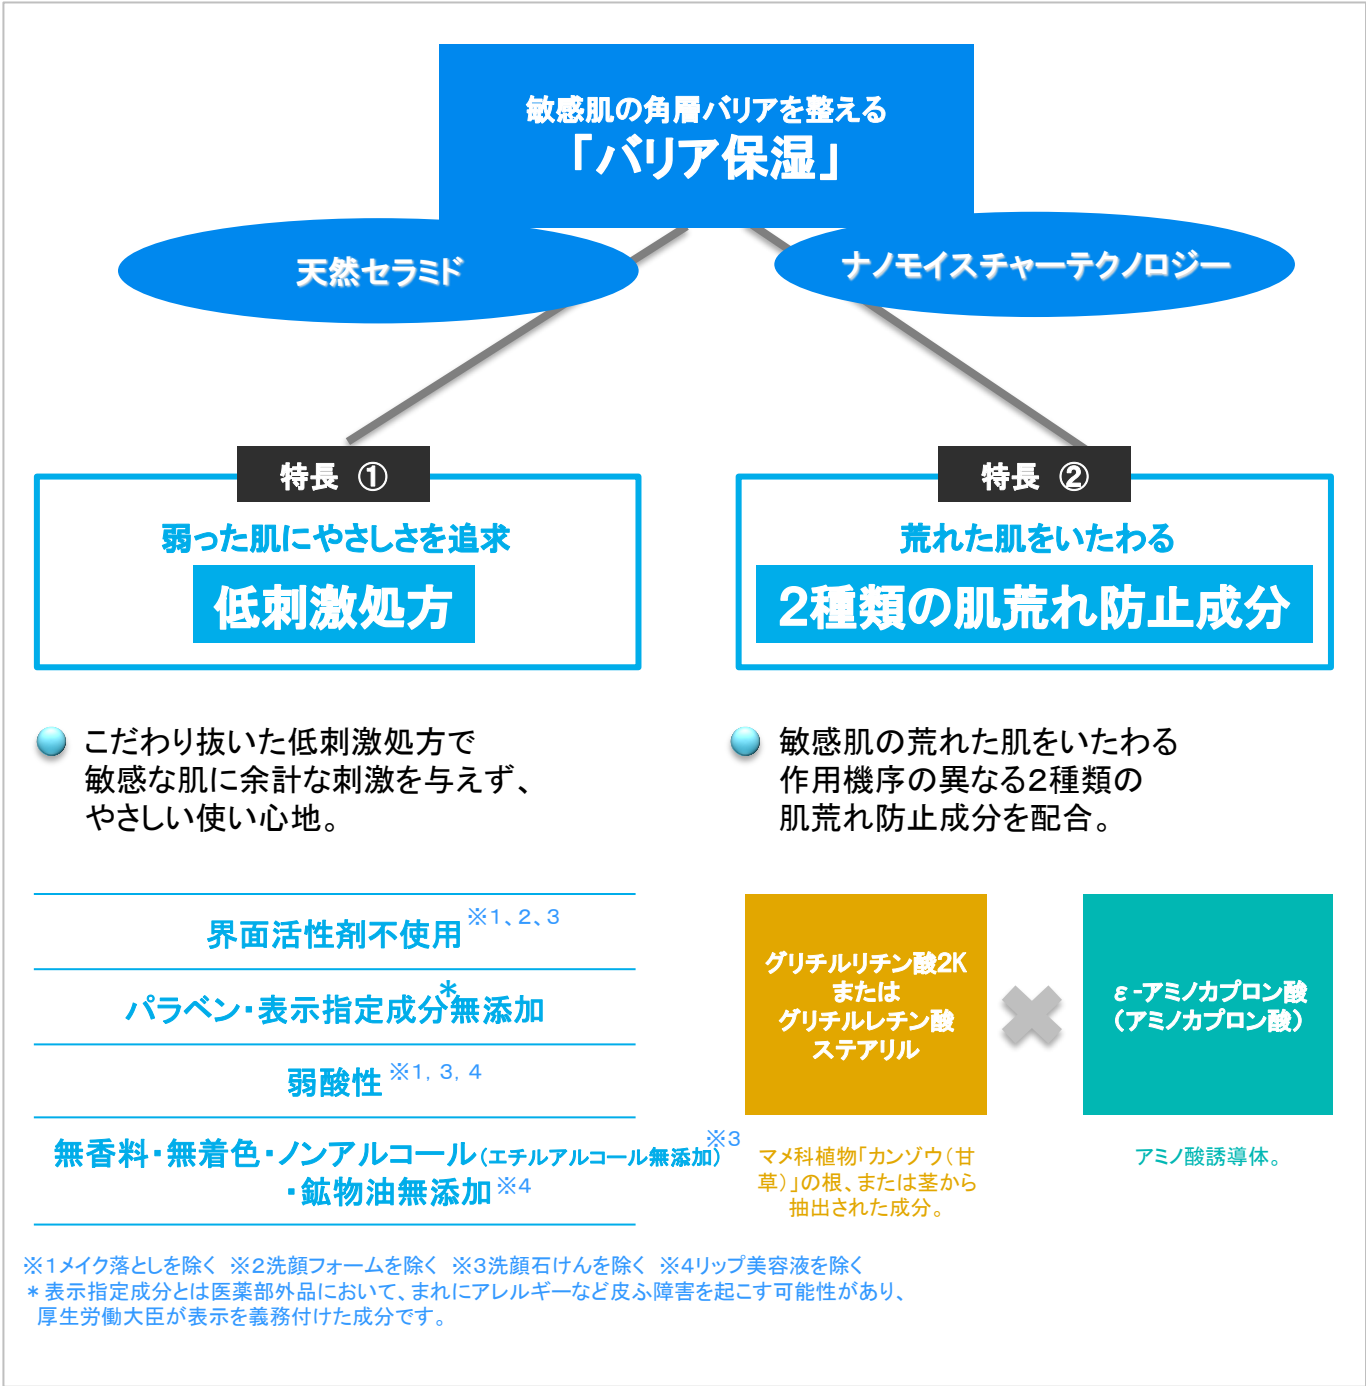 敏感肌の角層バリアを整える
「バリア保湿」
天然セラミド
ナノモイスチャーテクノロジー
特長 ①
弱った肌にやさしさを追求
低刺激処方
こだわり抜いた低刺激処方で
敏感な肌に余計な刺激を与えず、
やさしい使い心地。
界面活性剤不使用※1、2、3
パラベン・表示指定成分*無添加
弱酸性※1, 3, 4
無香料・無着色・ノンアルコール(エチルアルコール無添加)※3
・鉱物油無添加※4
特長 ②
荒れた肌をいたわる
2種類の肌荒れ防止成分
敏感肌の荒れた肌をいたわる
作用機序の異なる2種類の
肌荒れ防止成分を配合。
グリチルリチン酸2K
または
グリチルレチン酸
ステアリル
ε-アミノカプロン酸
(アミノカプロン酸)
マメ科植物「カンゾウ(甘
草)」の根、または茎から
抽出された成分。
アミノ酸誘導体。
※1メイク落としを除く ※2洗顔フォームを除く ※3洗顔石けんを除く ※4リップ美容液を除く
* 表示指定成分とは医薬部外品において、まれにアレルギーなど皮ふ障害を起こす可能性があり、
厚生労働大臣が表示を義務付けた成分です。